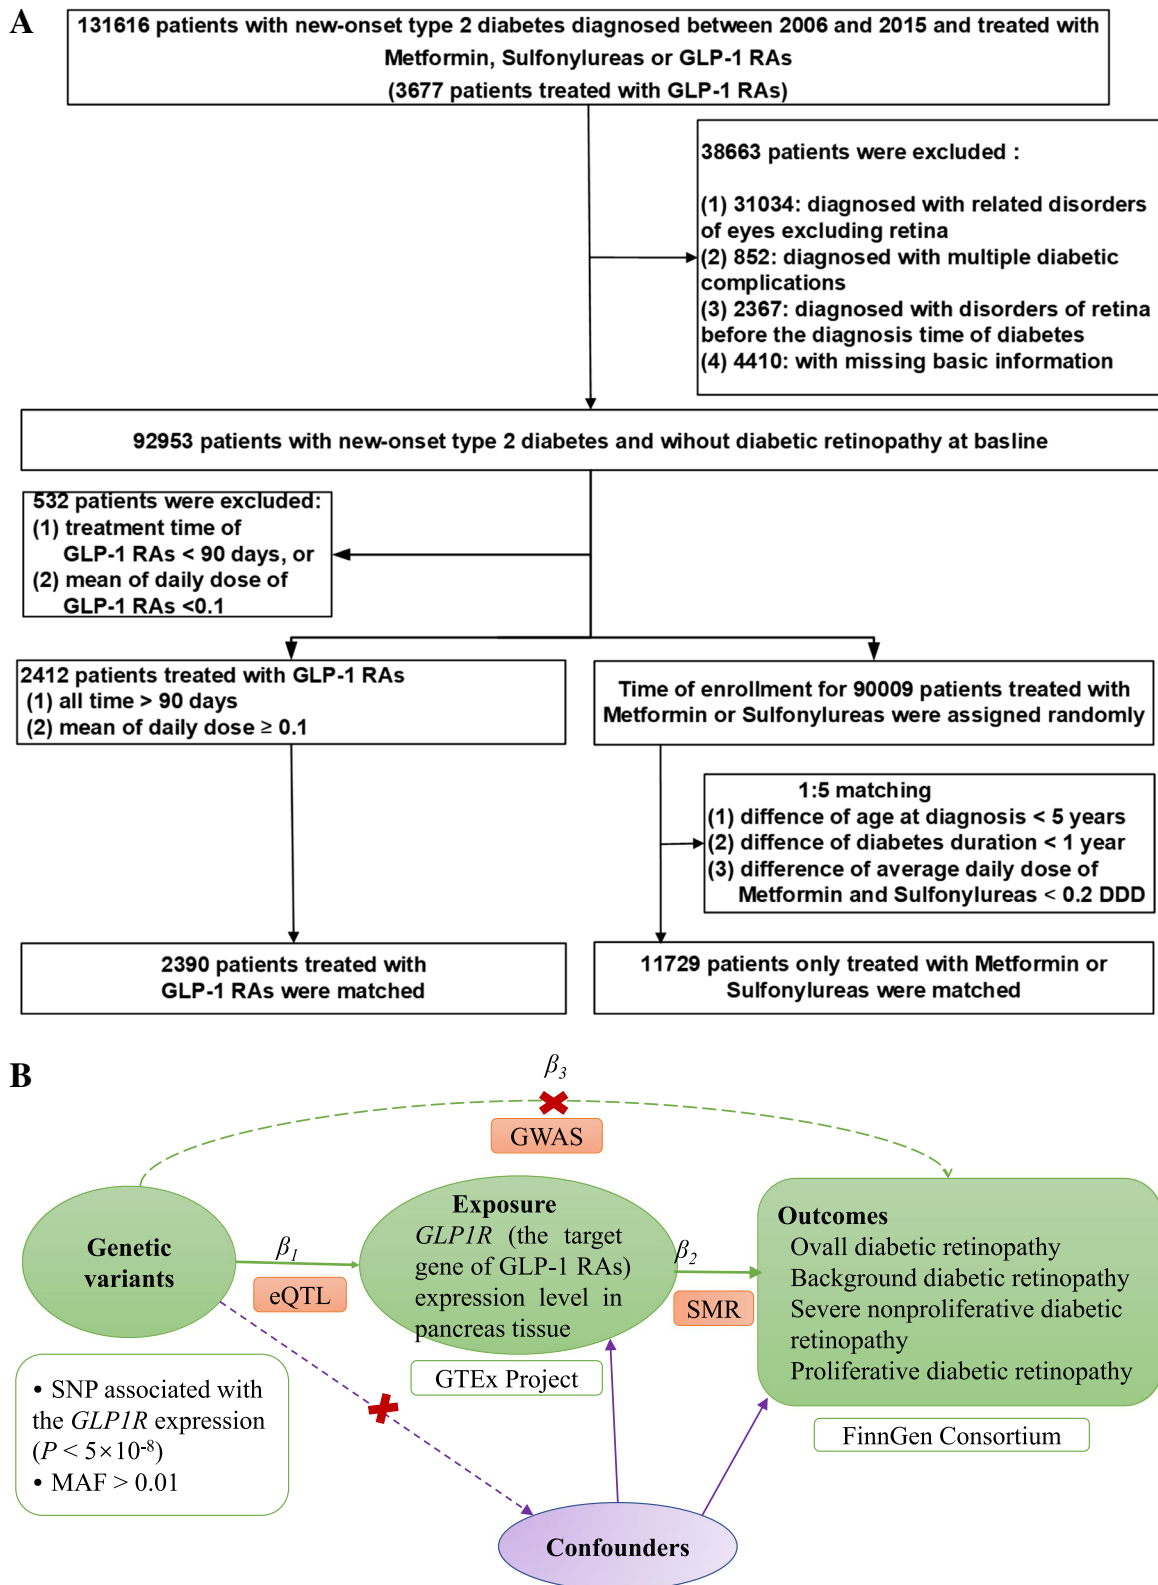 A
131616 patients with new-onset type 2 diabetes diagnosed between 2006 and 2015 and treated with
Metformin, Sulfonylureas or GLP-1 RAs
(3677 patients treated with GLP-1 RAs)
38663 patients were excluded :
(1) 31034: diagnosed with related disorders
of eyes excluding retina
(2) 852: diagnosed with multiple diabetic
complications
(3) 2367: diagnosed with disorders of retina
before the diagnosis time of diabetes
(4) 4410: with missing basic information
92953 patients with new-onset type 2 diabetes and wihout diabetic retinopathy at basline
532 patients were excluded:
(1) treatment time of
GLP-1 RAs < 90 days, or
(2) mean of daily dose of
GLP-1 RAs <0.1
2412 patients treated with GLP-1 RAs
(1) all time > 90 days
(2) mean of daily dose ≥ 0.1
Time of enrollment for 90009 patients treated with
Metformin or Sulfonylureas were assigned randomly
1:5 matching
(1) diffence of age at diagnosis < 5 years
(2) diffence of diabetes duration < 1 year
(3) difference of average daily dose of
Metformin and Sulfonylureas < 0.2 DDD
2390 patients treated with
GLP-1 RAs were matched
11729 patients only treated with Metformin or
Sulfonylureas were matched
B
β3
GWAS
Genetic
variants
β1
eQTL
Exposure
GLP1R (the target
gene of GLP-1 RAs)
expression level in
pancreas tissue
GTEx Project
β2
SMR
Outcomes
Ovall diabetic retinopathy
Background diabetic retinopathy
Severe nonproliferative diabetic
retinopathy
Proliferative diabetic retinopathy
FinnGen Consortium
• SNP associated with
the GLP1R expression
(P < 5×10-8)
• MAF > 0.01
Confounders